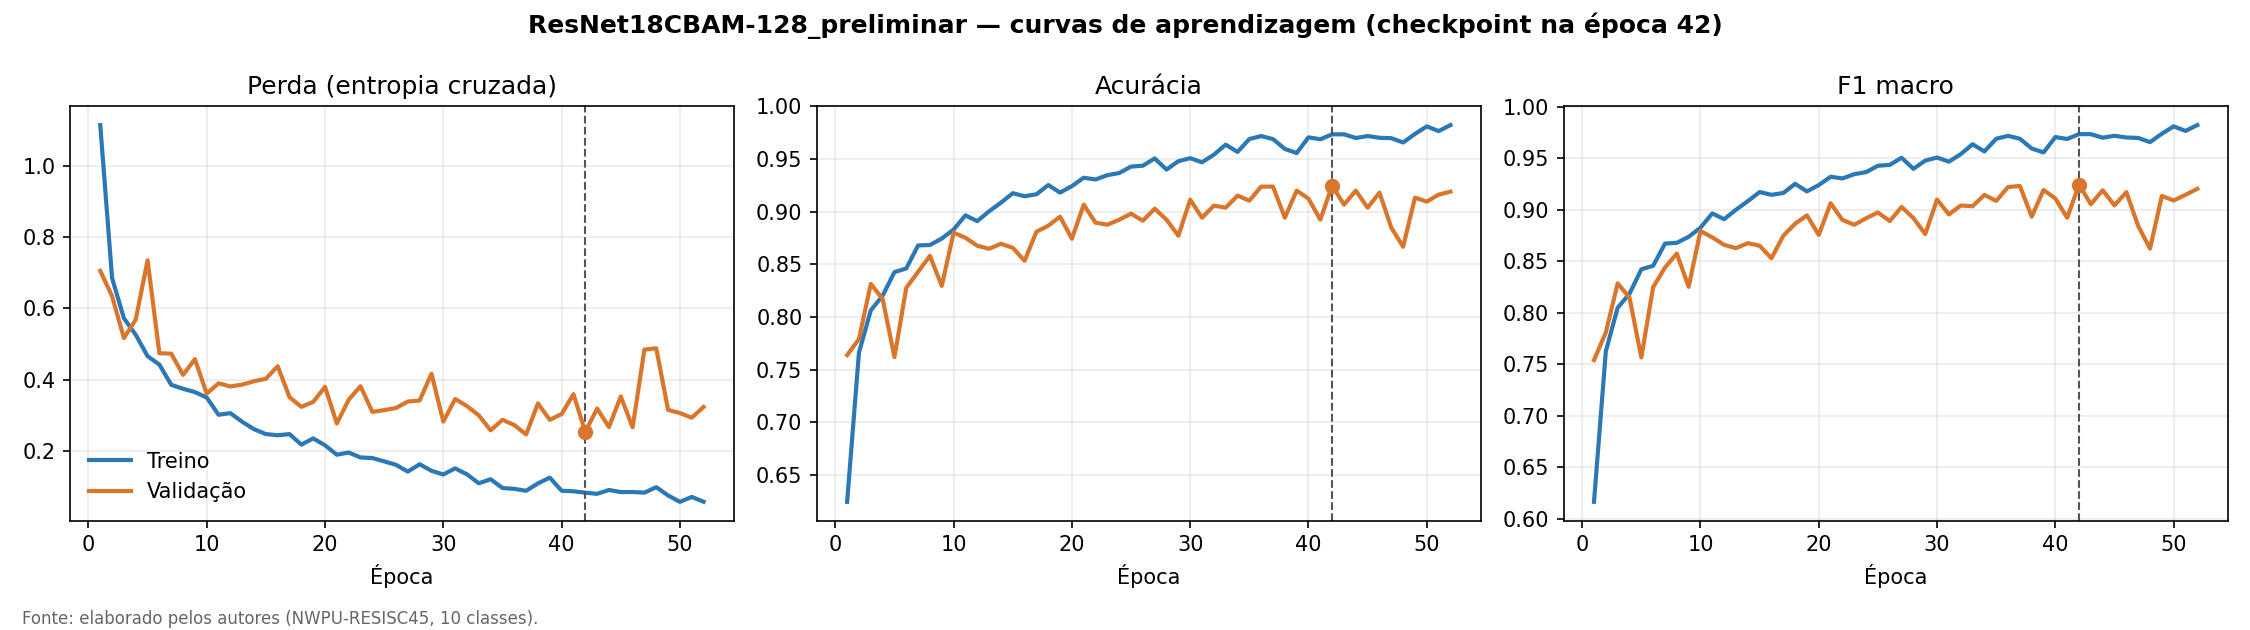 ResNet18CBAM-128_preliminar — curvas de aprendizagem (checkpoint na época 42)
Perda (entropia cruzada)
1.0
0.8
0.6
0.4
0.2
Treino
Validação
0 10 20 30 40 50
Época
Acurácia
1.00
0.95
0.90
0.85
0.80
0.75
0.70
0.65
0 10 20 30 40 50
Época
F1 macro
1.00
0.95
0.90
0.85
0.80
0.75
0.70
0.65
0.60
0 10 20 30 40 50
Época
Fonte: elaborado pelos autores (NWPU-RESISC45, 10 classes).